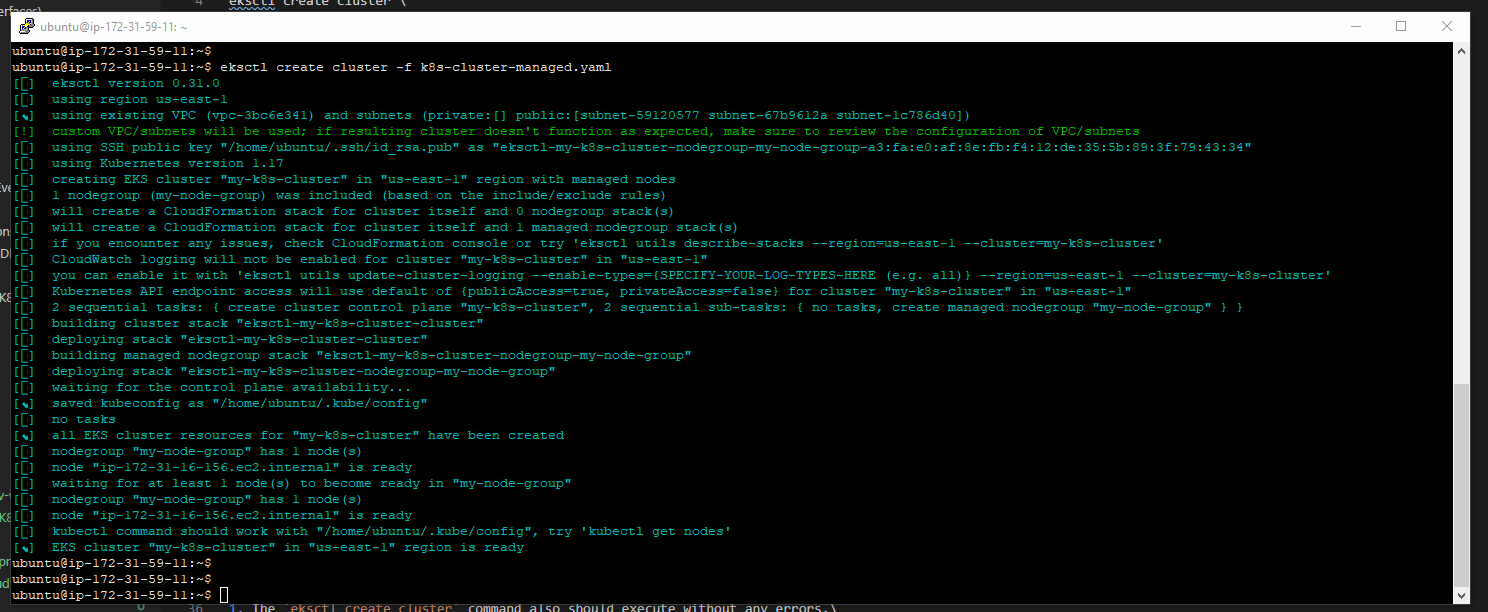 4 eksctl create cluster \
erfaces)
ubuntu@ip-172-31-59-11: ~
ubuntu@ip-172-31-59-11:~$
ubuntu@ip-172-31-59-11:~$ eksctl create cluster -f k8s-cluster-managed.yaml
[ ] eksctl version 0.31.0
[ ] using region us-east-1
[✔] using existing VPC (vpc-3bc6e341) and subnets (private:[] public:[subnet-59120577 subnet-67b9612a subnet-1c786d40])
[!] custom VPC/subnets will be used; if resulting cluster doesn't function as expected, make sure to review the configuration of VPC/subnets
[ ] using SSH public key "/home/ubuntu/.ssh/id_rsa.pub" as "eksctl-my-k8s-cluster-nodegroup-my-node-group-a3:fa:e0:af:8e:fb:f4:12:de:35:5b:89:3f:79:43:34"
[ ] using Kubernetes version 1.17
[ ] creating EKS cluster "my-k8s-cluster" in "us-east-1" region with managed nodes
[ ] 1 nodegroup (my-node-group) was included (based on the include/exclude rules)
[ ] will create a CloudFormation stack for cluster itself and 0 nodegroup stack(s)
[ ] will create a CloudFormation stack for cluster itself and 1 managed nodegroup stack(s)
[ ] if you encounter any issues, check CloudFormation console or try 'eksctl utils describe-stacks --region=us-east-1 --cluster=my-k8s-cluster'
[ ] CloudWatch logging will not be enabled for cluster "my-k8s-cluster" in "us-east-1"
[ ] you can enable it with 'eksctl utils update-cluster-logging --enable-types={SPECIFY-YOUR-LOG-TYPES-HERE (e.g. all)} --region=us-east-1 --cluster=my-k8s-cluster'
[ ] Kubernetes API endpoint access will use default of {publicAccess=true, privateAccess=false} for cluster "my-k8s-cluster" in "us-east-1"
[ ] 2 sequential tasks: { create cluster control plane "my-k8s-cluster", 2 sequential sub-tasks: { no tasks, create managed nodegroup "my-node-group" } }
[ ] building cluster stack "eksctl-my-k8s-cluster-cluster"
[ ] deploying stack "eksctl-my-k8s-cluster-cluster"
[ ] building managed nodegroup stack "eksctl-my-k8s-cluster-nodegroup-my-node-group"
[ ] deploying stack "eksctl-my-k8s-cluster-nodegroup-my-node-group"
[ ] waiting for the control plane availability...
[✔] saved kubeconfig as "/home/ubuntu/.kube/config"
[ ] no tasks
[✔] all EKS cluster resources for "my-k8s-cluster" have been created
[ ] nodegroup "my-node-group" has 1 node(s)
[ ] node "ip-172-31-16-156.ec2.internal" is ready
[ ] waiting for at least 1 node(s) to become ready in "my-node-group"
[ ] nodegroup "my-node-group" has 1 node(s)
[ ] node "ip-172-31-16-156.ec2.internal" is ready
[ ] kubectl command should work with "/home/ubuntu/.kube/config", try 'kubectl get nodes'
[✔] EKS cluster "my-k8s-cluster" in "us-east-1" region is ready
ubuntu@ip-172-31-59-11:~$
ubuntu@ip-172-31-59-11:~$
ubuntu@ip-172-31-59-11:~$
36 1. The `eksctl create cluster` command also should execute without any errors.\